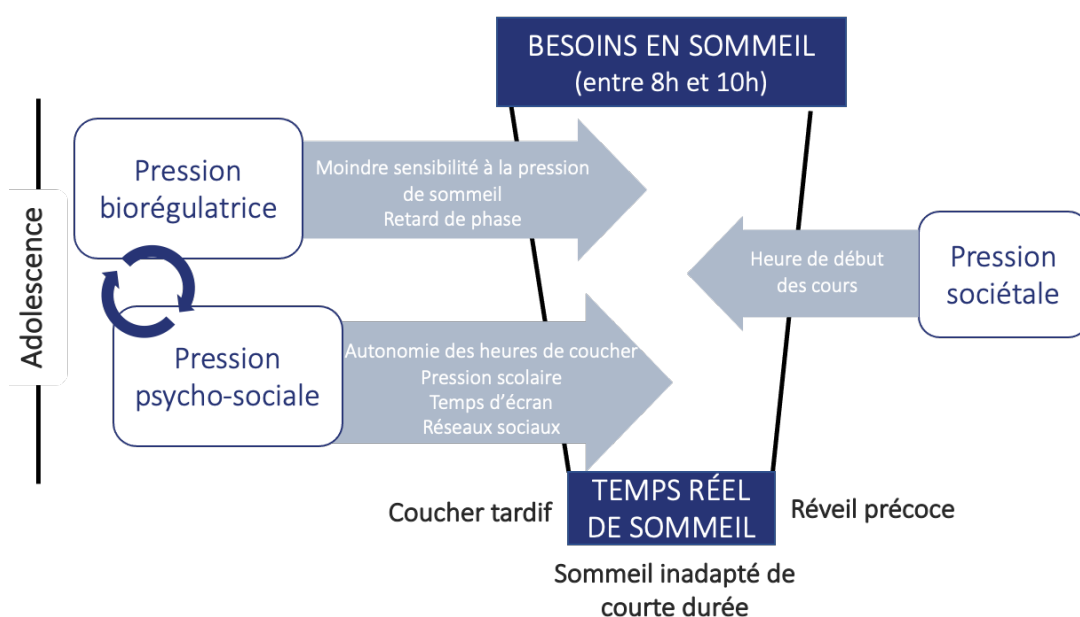 BESOINS EN SOMMEIL
(entre 8h et 10h)
Adolescence
Pression
biorégulatrice
Moindre sensibilité à la pression
de sommeil
Retard de phase
Heure de début
des cours
Pression
sociétale
Pression
psycho-sociale
Autonomie des heures de coucher
Pression scolaire
Temps d’écran
Réseaux sociaux
Coucher tardif
TEMPS RÉEL
DE SOMMEIL
Réveil précoce
Sommeil inadapté de
courte durée